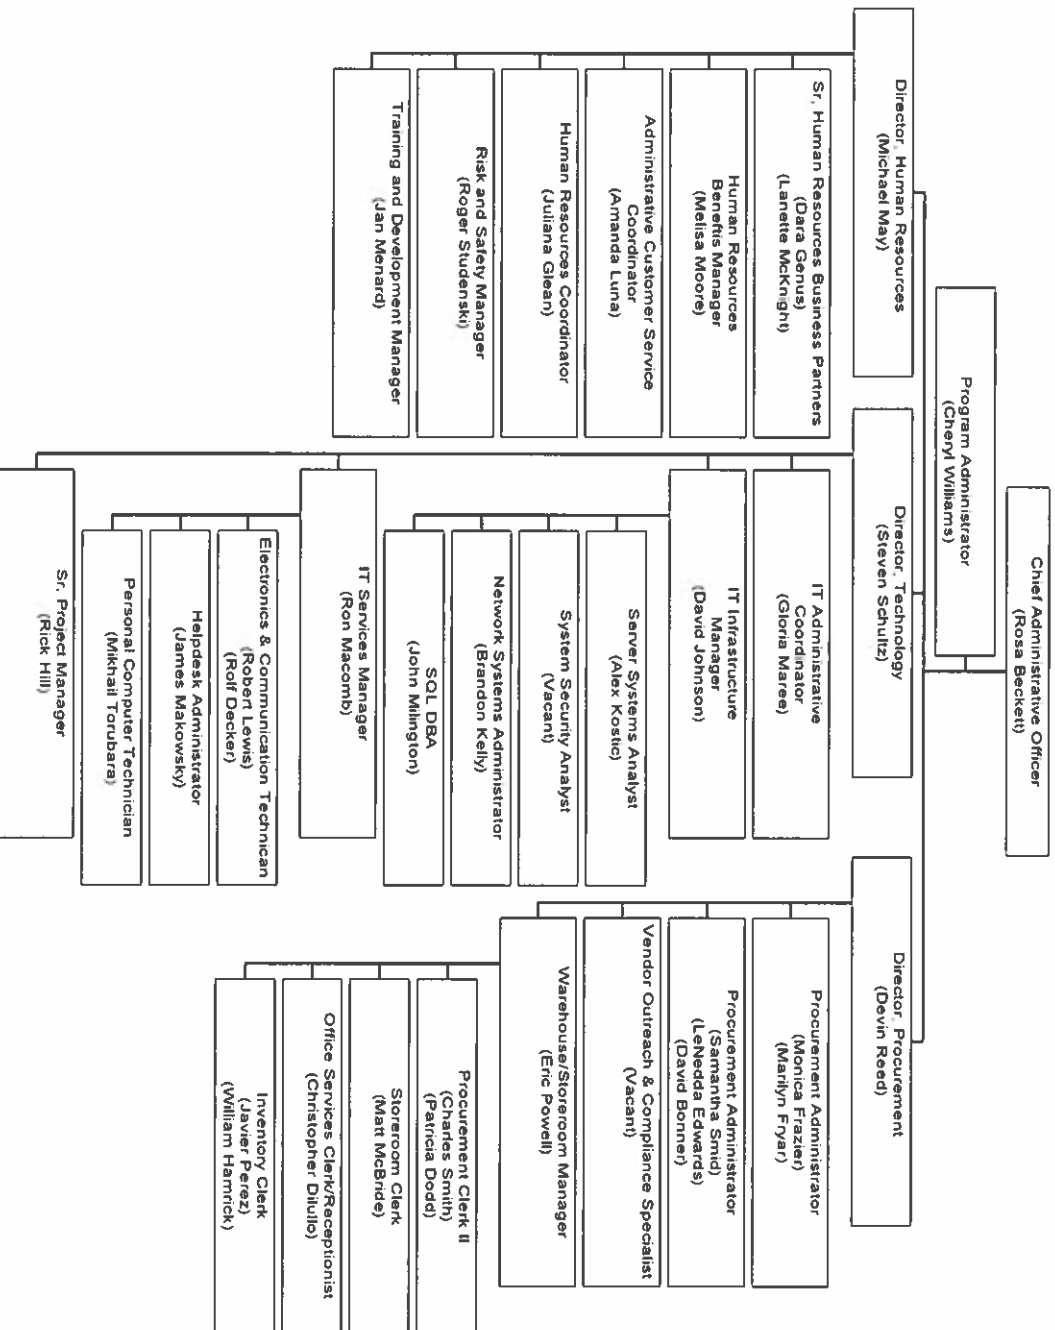 Chief Administrative Officer
(Rosa Beckett)
Program Administrator
(Cheryl Williams)
Director, Human Resources
(Michael May)
Sr. Human Resources Business Partners
(Dara Genus)
(Lanette McKnight)
Human Resources
Beneftis Manager
(Melisa Moore)
Administrative Customer Service
Coordinator
(Amanda Luna)
Human Resources Coordinator
(Juliana Glean)
Risk and Safety Manager
(Roger Studenski)
Training and Development Manager
(Jan Menard)
Director, Technology
(Steven Schultz)
IT Administrative
Coordinator
(Gloria Maree)
IT Infrastructure
Manager
(David Johnson)
Server Systems Analyst
(Alex Kostic)
System Security Analyst
(Vacant)
Network Systems Administrator
(Brandon Kelly)
SQL DBA
(John Milington)
IT Services Manager
(Ron Macomb)
Electronics & Communication Technican
(Robert Lewis)
(Rolf Decker)
Helpdesk Administrator
(James Makowsky)
Personal Computer Technician
(Mikhail Torubara)
Sr. Project Manager
(Rick Hill)
Director, Procurement
(Devin Reed)
Procurement Administrator
(Monica Frazier)
(Marilyn Fryar)
Procurement Administrator
(Samantha Smid)
(LeNedda Edwards)
(David Bonner)
Vendor Outreach & Compliance Specialist
(Vacant)
Warehouse/Storeroom Manager
(Eric Powell)
Procurement Clerk II
(Charles Smith)
(Patricia Dodd)
Storeroom Clerk
(Matt McBride)
Office Services Clerk/Receptionist
(Christopher Dilullo)
Inventory Clerk
(Javier Perez)
(William Hamrick)